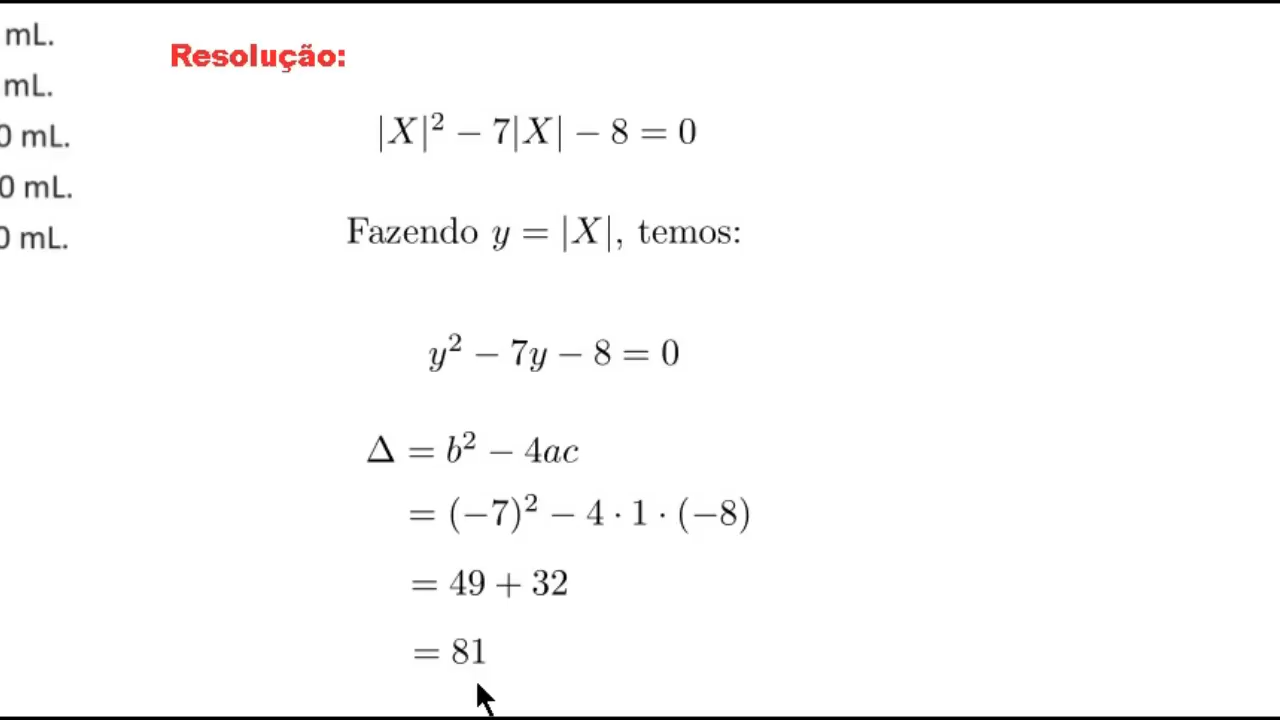 mL.
mL.
0 mL.
0 mL.
0 mL.
Resolução:
|X|² − 7|X| − 8 = 0
Fazendo y = |X|, temos:
y² − 7y − 8 = 0
Δ = b² − 4ac
= (−7)² − 4 · 1 · (−8)
= 49 + 32
= 81